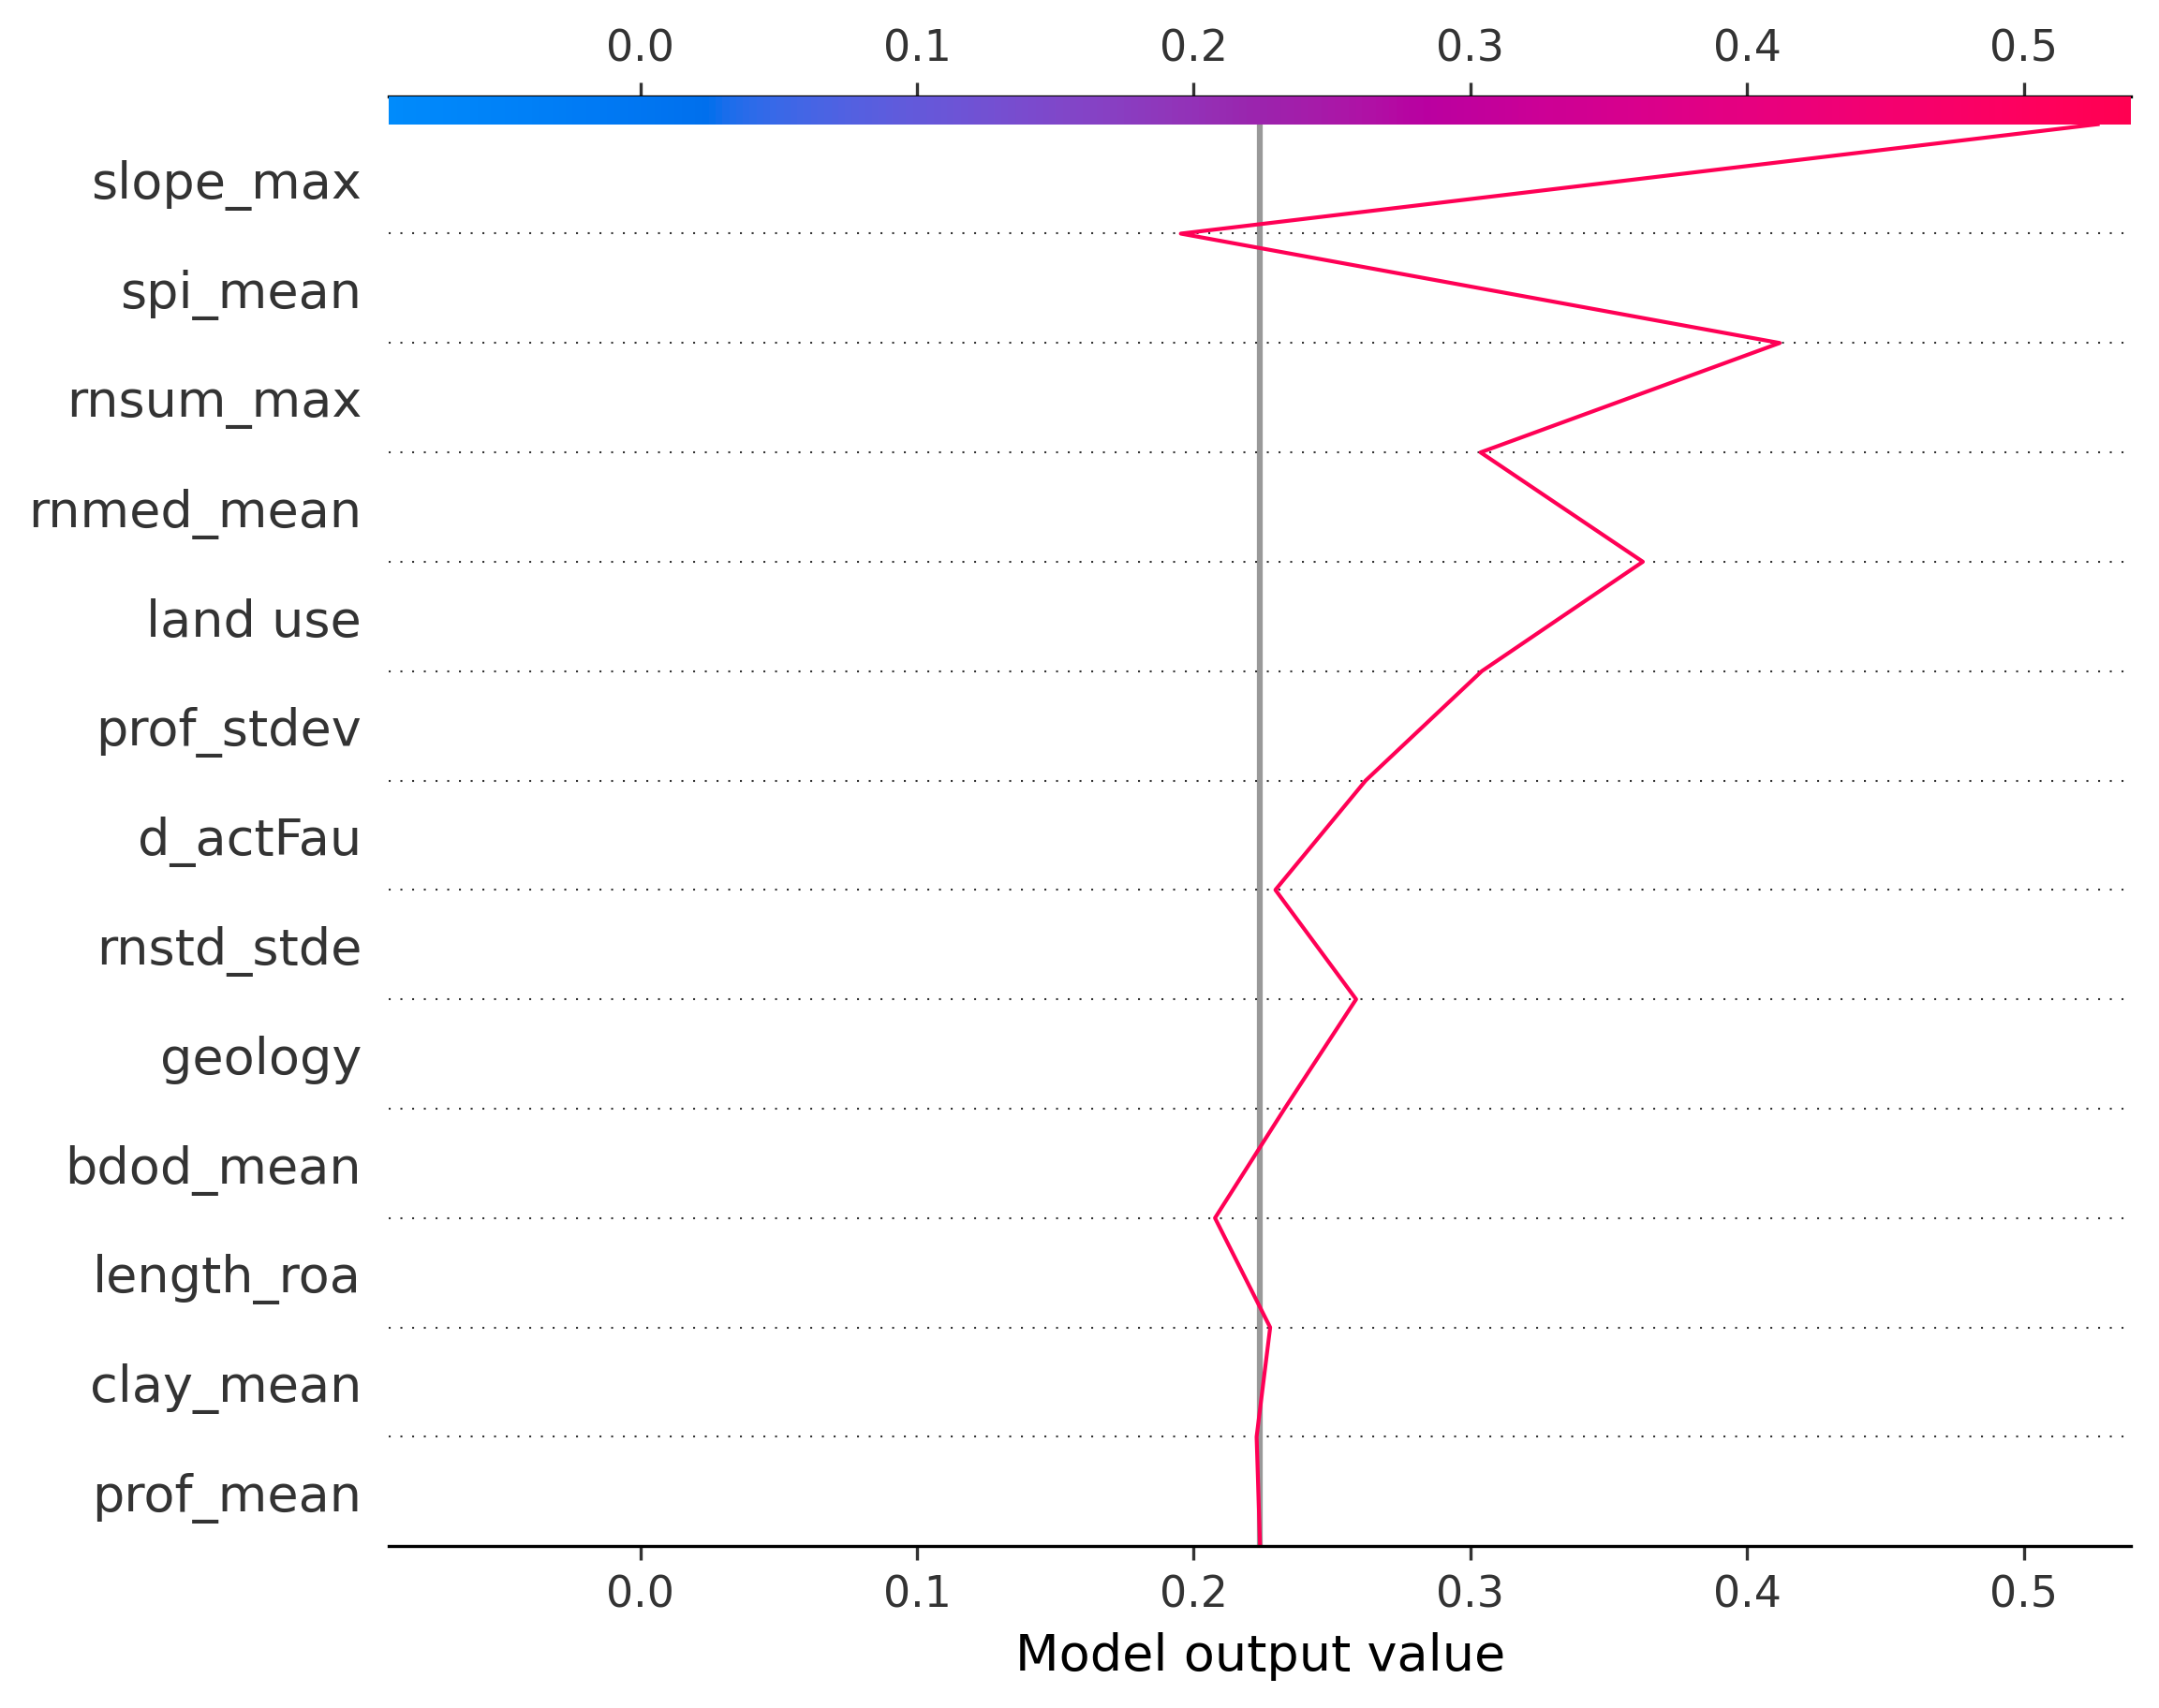 0.0 0.1 0.2 0.3 0.4 0.5
slope_max
spi_mean
rnsum_max
rnmed_mean
land use
prof_stdev
d_actFau
rnstd_stde
geology
bdod_mean
length_roa
clay_mean
prof_mean
0.0 0.1 0.2 0.3 0.4 0.5
Model output value